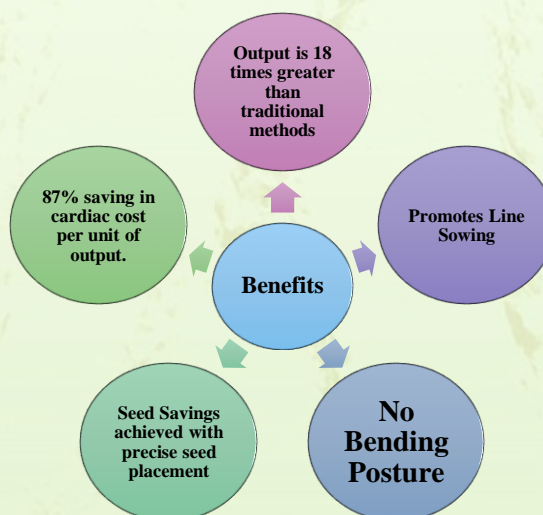 Output is 18
times greater
than
traditional
methods
87% saving in
cardiac cost
per unit of
output.
Promotes Line
Sowing
Benefits
Seed Savings
achieved with
precise seed
placement
No
Bending
Posture